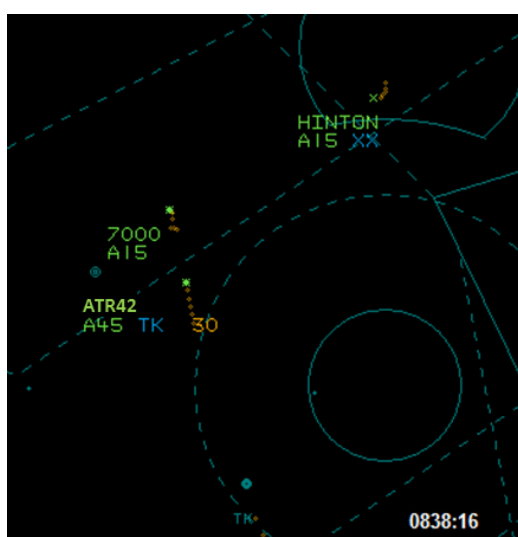 HINTON
A15 XX
7000
A15
ATR42
A45 TK 30
TK
0838:16